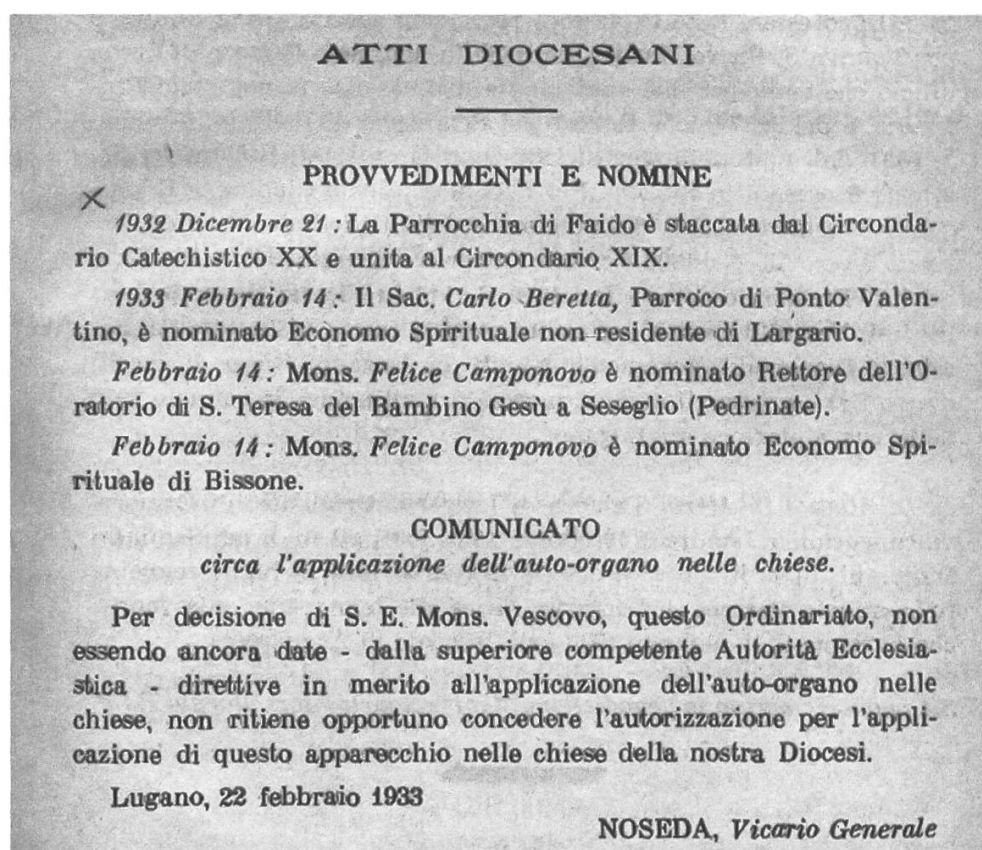 ATTI DIOCESANI
PROVVEDIMENTI E NOMINE
1932 Dicembre 21: La Parrocchia di Faido è staccata dal Circonda-
rio Catechistico XX e unita al Circondario XIX.
1933 Febbraio 14: Il Sac. Carlo Beretta, Parroco di Ponto Valen-
tino, è nominato Ecònomo Spirituale non residente di Largario.
Febbraio 14: Mons. Felice Camponovo è nominato Rettore dell'O-
ratorio di S. Teresa del Bambino Gesù a Seseglio (Pedrinate).
Febbraio 14: Mons. Felice Camponovo è nominato Economo Spi-
rituale di Bissone.
COMUNICATO
circa l'applicazione dell'auto-organo nelle chiese.
Per decisione di S. E. Mons. Vescovo, questo Ordinariato, non
essendo ancora date - dalla superiore competente Autorità Ecclesia-
stica - direttive in merito all'applicazione dell'auto-organo nelle
chiese, non ritiene opportuno concedere l'autorizzazione per l'appli-
cazione di questo apparecchio nelle chiese della nostra Diocesi.
Lugano, 22 febbraio 1933
NOSEDA, Vicario Generale